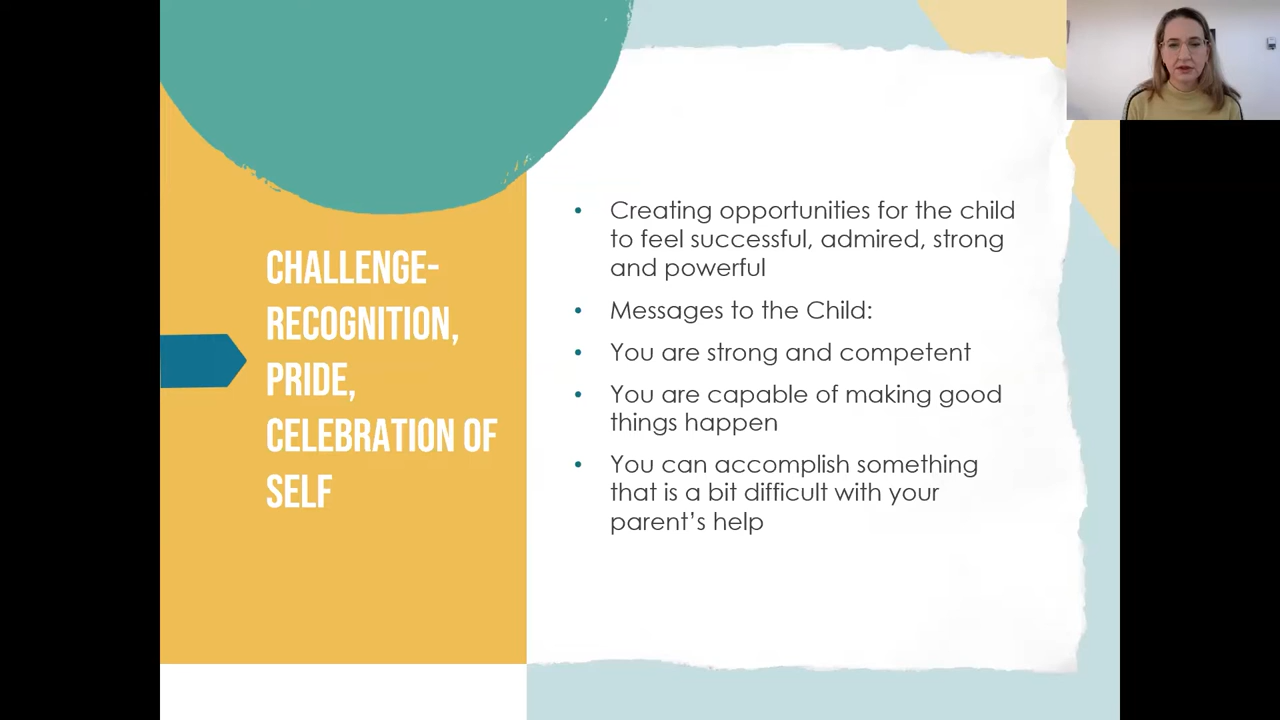 CHALLENGE-
RECOGNITION,
PRIDE,
CELEBRATION OF
SELF
• Creating opportunities for the child
to feel successful, admired, strong
and powerful
• Messages to the Child:
• You are strong and competent
• You are capable of making good
things happen
• You can accomplish something
that is a bit difficult with your
parent’s help